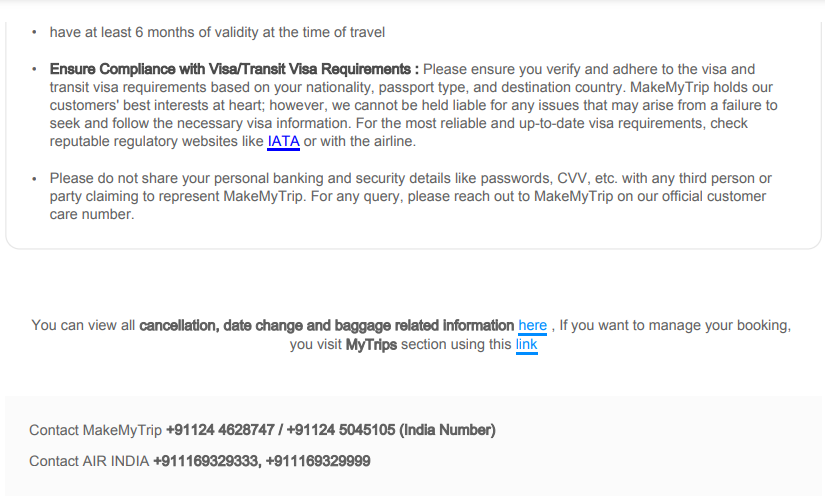 • have at least 6 months of validity at the time of travel
• Ensure Compliance with Visa/Transit Visa Requirements : Please ensure you verify and adhere to the visa and
transit visa requirements based on your nationality, passport type, and destination country. MakeMyTrip holds our
customers' best interests at heart; however, we cannot be held liable for any issues that may arise from a failure to
seek and follow the necessary visa information. For the most reliable and up-to-date visa requirements, check
reputable regulatory websites like IATA or with the airline.
• Please do not share your personal banking and security details like passwords, CVV, etc. with any third person or
party claiming to represent MakeMyTrip. For any query, please reach out to MakeMyTrip on our official customer
care number.
You can view all cancellation, date change and baggage related information here , If you want to manage your booking,
you visit MyTrips section using this link
Contact MakeMyTrip +91124 4628747 / +91124 5045105 (India Number)
Contact AIR INDIA +911169329333, +911169329999